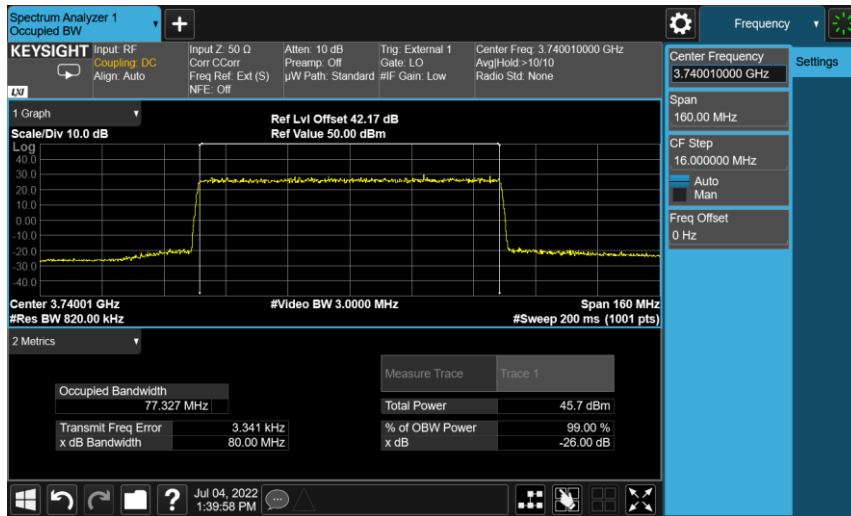 Spectrum Analyzer 1
Occupied BW
Frequency
KEYSIGHT
LXI
Input: RF
Coupling: DC
Align: Auto
Input Z: 50 Ω
Corr CCorr
Freq Ref: Ext (S)
NFE: Off
Atten: 10 dB
Preamp: Off
µW Path: Standard
Trig: External 1
Gate: LO
#IF Gain: Low
Center Freq: 3.740010000 GHz
Avg|Hold:>10/10
Radio Std: None
Center Frequency
3.740010000 GHz
Settings
Span
160.00 MHz
CF Step
16.000000 MHz
Auto
Man
Freq Offset
0 Hz
1 Graph
Scale/Div 10.0 dB
Ref Lvl Offset 42.17 dB
Ref Value 50.00 dBm
Log
40.0
30.0
20.0
10.0
0.00
-10.0
-20.0
-30.0
-40.0
Center 3.74001 GHz
#Res BW 820.00 kHz
#Video BW 3.0000 MHz
Span 160 MHz
#Sweep 200 ms (1001 pts)
2 Metrics
Measure Trace
Trace 1
Occupied Bandwidth
77.327 MHz
Total Power
45.7 dBm
Transmit Freq Error
3.341 kHz
% of OBW Power
99.00 %
x dB Bandwidth
80.00 MHz
x dB
-26.00 dB
?
Jul 04, 2022
1:39:58 PM